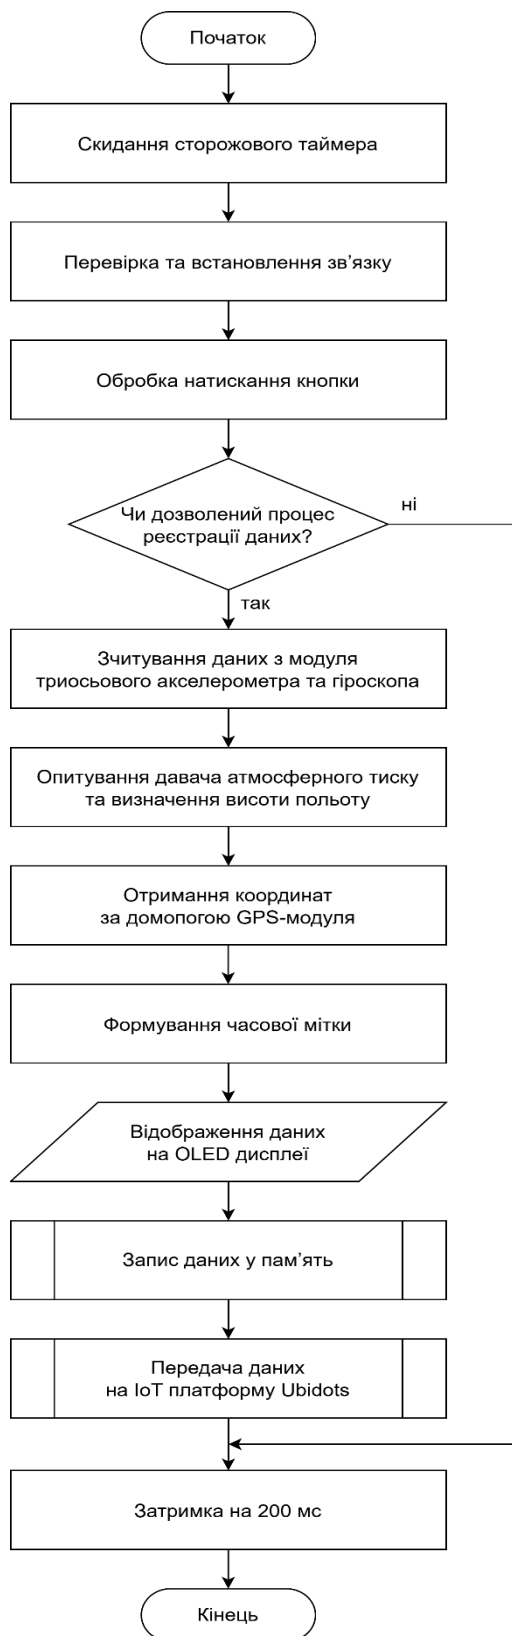 Початок
Скидання сторожового таймера
Перевірка та встановлення зв’язку
Обробка натискання кнопки
Чи дозволений процес
реєстрації даних?
ні
так
Зчитування даних з модуля
триосьового акселерометра та гіроскопа
Опитування давача атмосферного тиску
та визначення висоти польоту
Отримання координат
за домопогою GPS-модуля
Формування часової мітки
Відображення даних
на OLED дисплеї
Запис даних у пам’ять
Передача даних
на IoT платформу Ubidots
Затримка на 200 мс
Кінець